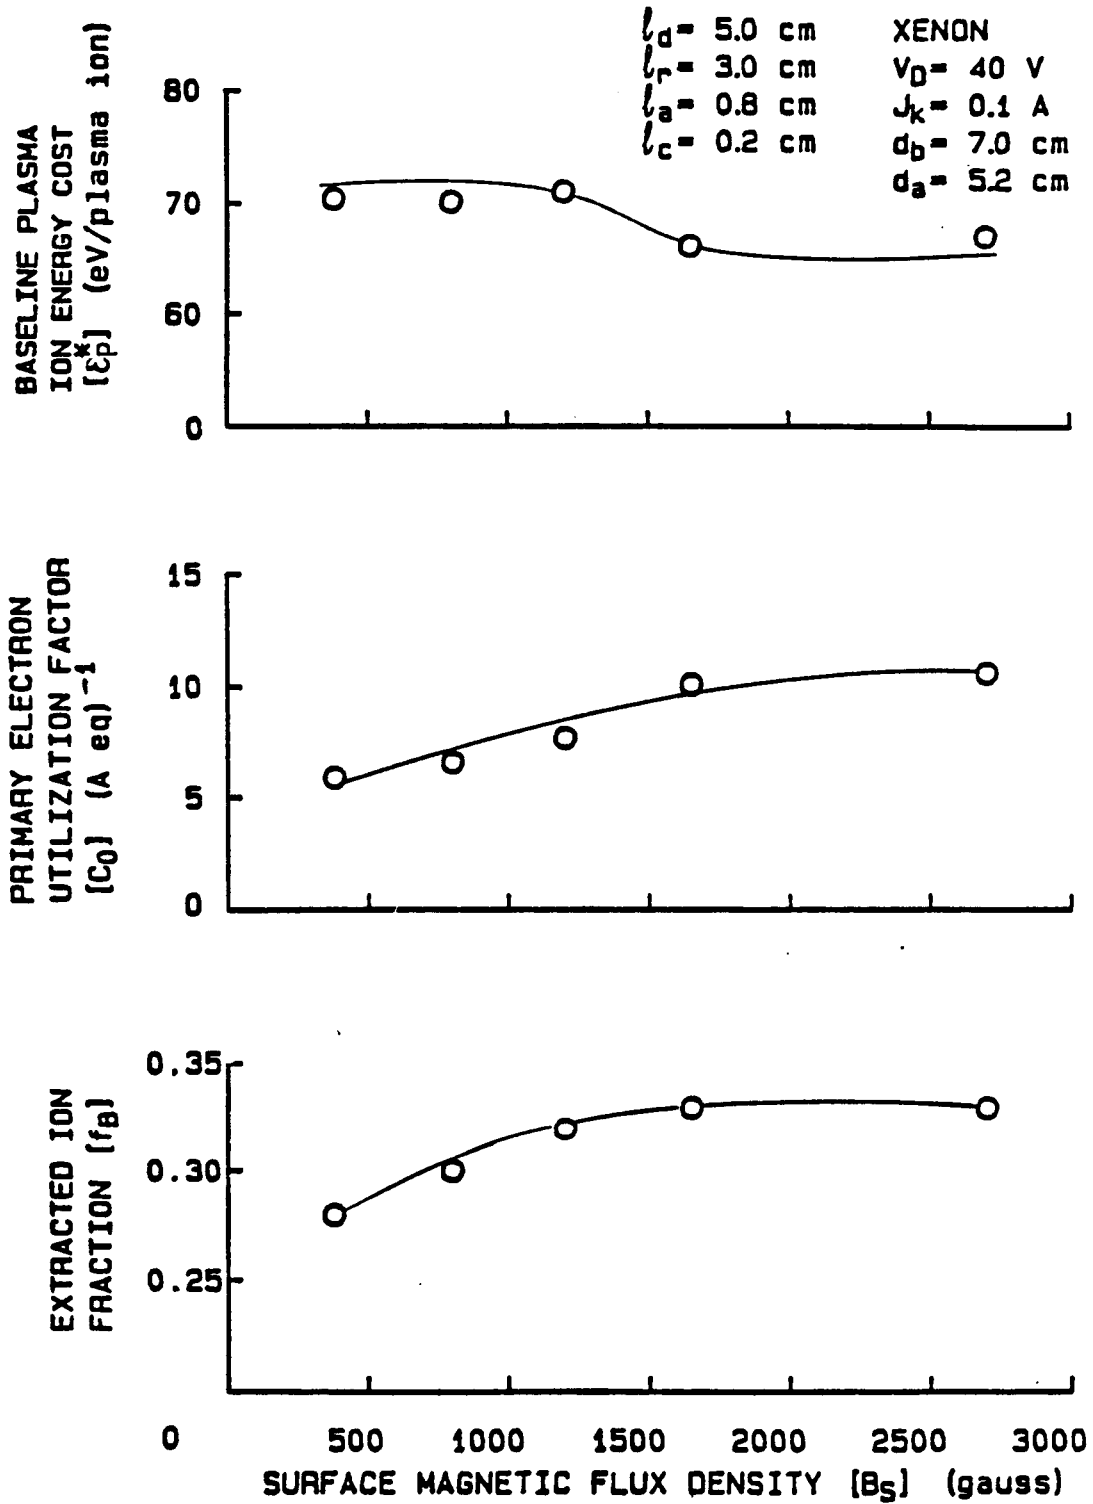 ℓd= 5.0 cm XENON
ℓr= 3.0 cm VD= 40 V
ℓa= 0.8 cm JK= 0.1 A
ℓc= 0.2 cm db= 7.0 cm
da= 5.2 cm
BASELINE PLASMA
ION ENERGY COST
[Ɛp*] (eV/plasma ion)
80
70
60
0
PRIMARY ELECTRON
UTILIZATION FACTOR
[C0] (A eq)-1
15
10
5
0
EXTRACTED ION
FRACTION [fB]
0.35
0.30
0.25
0 500 1000 1500 2000 2500 3000
SURFACE MAGNETIC FLUX DENSITY [BS] (gauss)